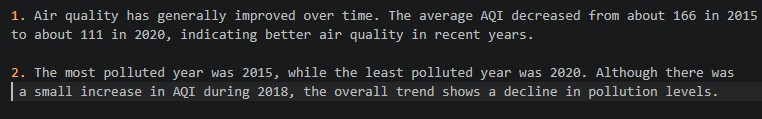 1. Air quality has generally improved over time. The average AQI decreased from about 166 in 2015
to about 111 in 2020, indicating better air quality in recent years.
2. The most polluted year was 2015, while the least polluted year was 2020. Although there was
a small increase in AQI during 2018, the overall trend shows a decline in pollution levels.